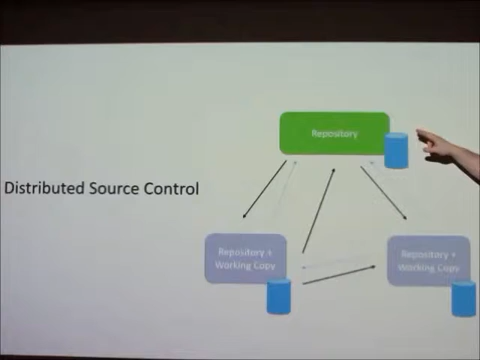 Repository
Distributed Source Control
Repository +
Working Copy
Repository +
Working Copy